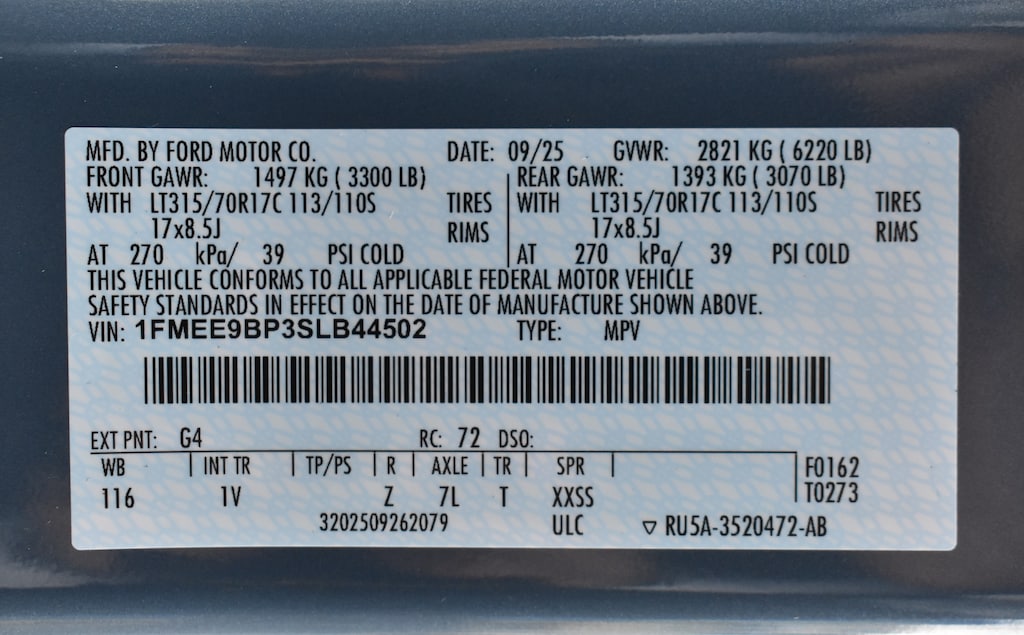 MFD. BY FORD MOTOR CO. DATE: 09/25 GVWR: 2821 KG ( 6220 LB)
FRONT GAWR: 1497 KG ( 3300 LB) REAR GAWR: 1393 KG ( 3070 LB)
WITH LT315/70R17C 113/110S TIRES WITH LT315/70R17C 113/110S TIRES
17x8.5J RIMS 17x8.5J RIMS
AT 270 kPa/ 39 PSI COLD AT 270 kPa/ 39 PSI COLD
THIS VEHICLE CONFORMS TO ALL APPLICABLE FEDERAL MOTOR VEHICLE
SAFETY STANDARDS IN EFFECT ON THE DATE OF MANUFACTURE SHOWN ABOVE.
VIN: 1FMEE9BP3SLB44502 TYPE: MPV
EXT PNT: G4 RC: 72 DSO:
WB INT TR TP/PS R AXLE TR SPR F0162
116 1V Z 7L T XXSS T0273
3202509262079 ULC ▽ RU5A-3520472-AB